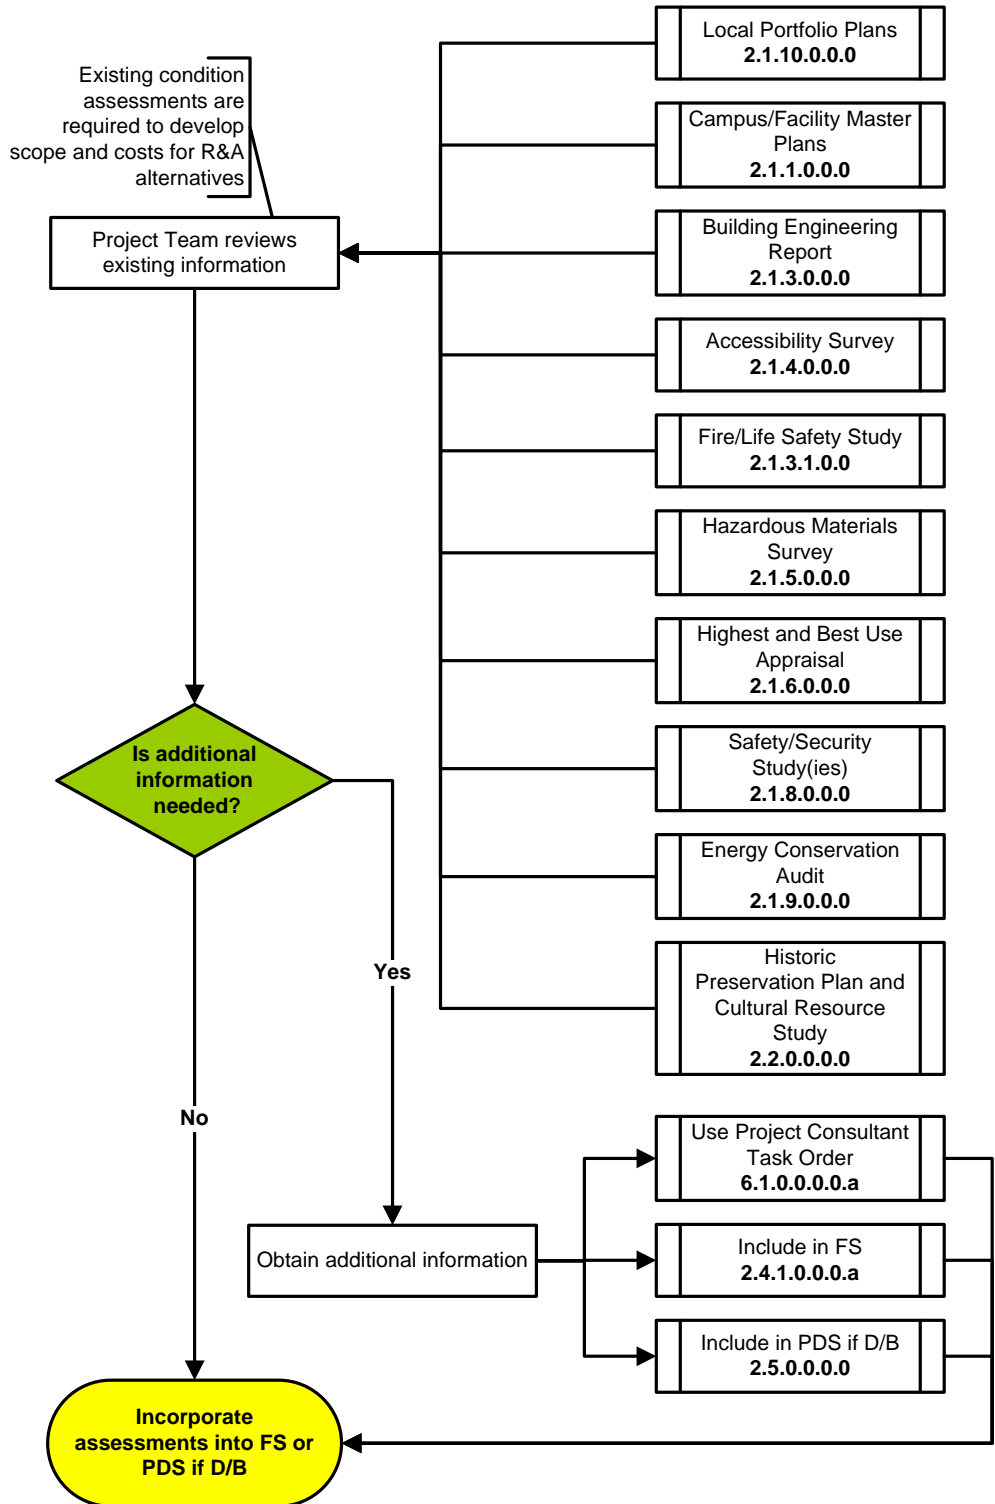 Existing condition
assessments are
required to develop
scope and costs for R&A
alternatives
Project Team reviews
existing information
Local Portfolio Plans
2.1.10.0.0.0
Campus/Facility Master
Plans
2.1.1.0.0.0
Building Engineering
Report
2.1.3.0.0.0
Accessibility Survey
2.1.4.0.0.0
Fire/Life Safety Study
2.1.3.1.0.0
Hazardous Materials
Survey
2.1.5.0.0.0
Highest and Best Use
Appraisal
2.1.6.0.0.0
Safety/Security
Study(ies)
2.1.8.0.0.0
Energy Conservation
Audit
2.1.9.0.0.0
Historic
Preservation Plan and
Cultural Resource
Study
2.2.0.0.0.0
Is additional
information
needed?
Yes
No
Obtain additional information
Use Project Consultant
Task Order
6.1.0.0.0.0.a
Include in FS
2.4.1.0.0.0.a
Include in PDS if D/B
2.5.0.0.0.0
Incorporate
assessments into FS or
PDS if D/B